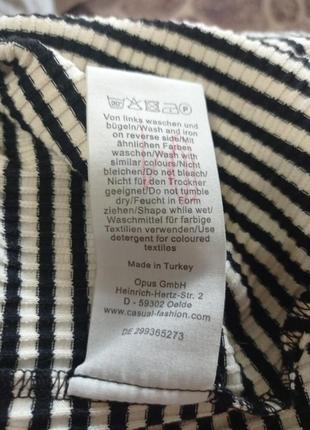 30
P
Von links waschen und
bügeln/Wash and iron
on reverse side/Mit
ähnlichen Farben
waschen/Wash with
similar colours/Nicht
bleichen/Do not bleach/
Nicht für den Trockner
geeignet/Do not tumble
dry/Feucht in Form
ziehen/Shape while wet/
Waschmittel für farbige
Textilien verwenden/Use
detergent for coloured
textiles
Made in Turkey
Opus GmbH
Heinrich-Hertz-Str. 2
D - 59302 Oelde
www.casual-fashion.com
DE 299365273